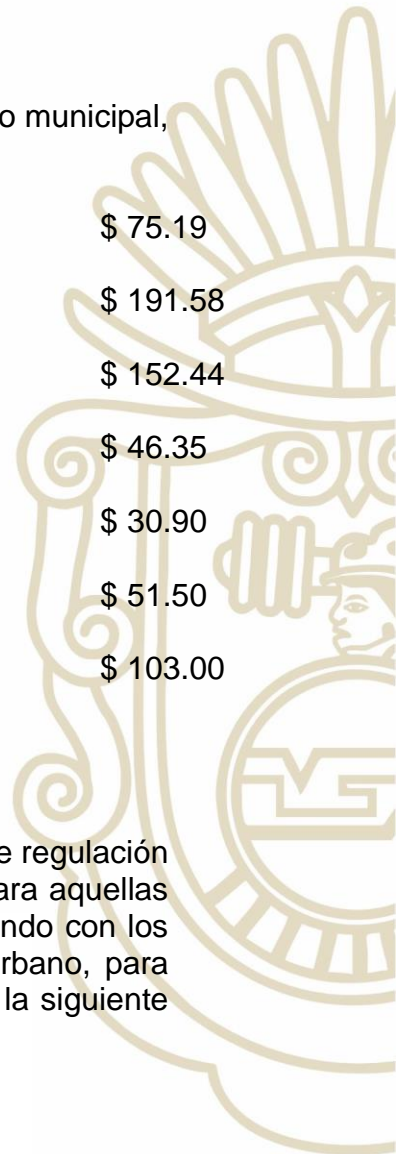 o municipal,
$ 75.19
$ 191.58
$ 152.44
$ 46.35
$ 30.90
$ 51.50
$ 103.00
e regulación
ara aquellas
ndo con los
rbano, para
la siguiente